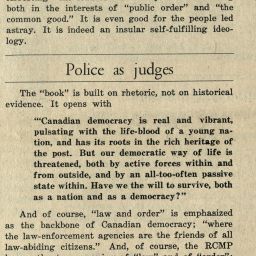 both in the interests of "public order" and "the
common good." It is even good for the people led
astray. It is indeed an insular self-fulfilling ideo-
logy.
Police as judges
The "book" is built on rhetoric, not on historical
evidence. It opens with
"'Canadian democracy is real and vibrant,
pulsating with the life-blood of a young na-
tion, and has its roots in the rich heritage of
the post. But our democratic way of life is
threatened, both by active forces within and
from outside, and by an all-too-often passive
state within. Have we the will to survive, both
as a nation and as a democracy?"
And of course, "law and order" is emphasized
as the backbone of Canadian democracy; "where
the law-enforcement agencies are the friends of all
law-abiding citizens." And, of course, the RCMP